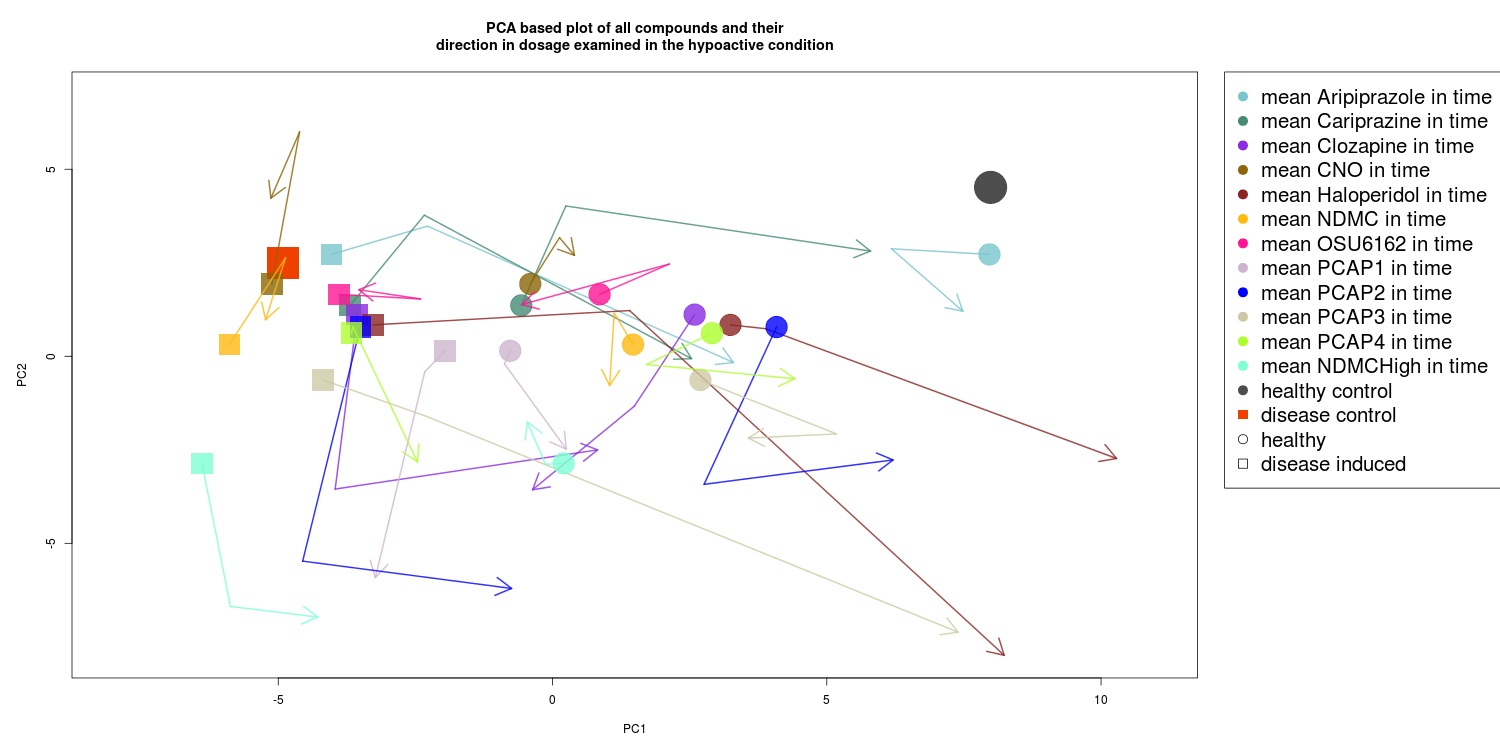 PCA based plot of all compounds and their
direction in dosage examined in the hypoactive condition
5
0
-5
PC2
-5
0
5
10
PC1
mean Aripiprazole in time
mean Cariprazine in time
mean Clozapine in time
mean CNO in time
mean Haloperidol in time
mean NDMC in time
mean OSU6162 in time
mean PCAP1 in time
mean PCAP2 in time
mean PCAP3 in time
mean PCAP4 in time
mean NDMCHigh in time
healthy control
disease control
healthy
disease induced